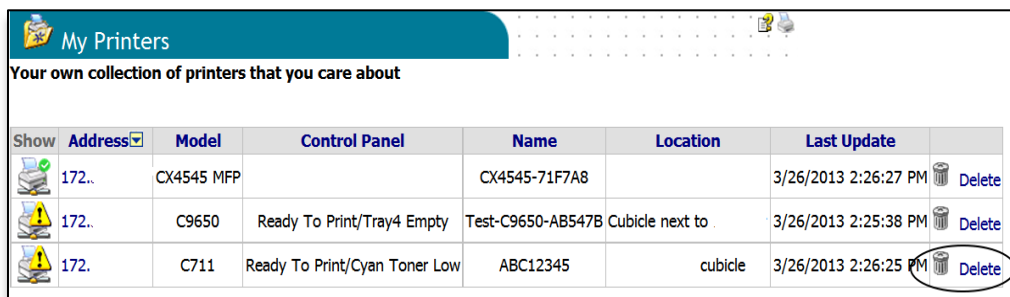 My Printers
Your own collection of printers that you care about
Show Address Model Control Panel Name Location Last Update
172.. CX4545 MFP CX4545-71F7A8 3/26/2013 2:26:27 PM Delete
172.. C9650 Ready To Print/Tray4 Empty Test-C9650-AB547B Cubicle next to 3/26/2013 2:25:38 PM Delete
172. C711 Ready To Print/Cyan Toner Low ABC12345 cubicle 3/26/2013 2:26:25 PM Delete